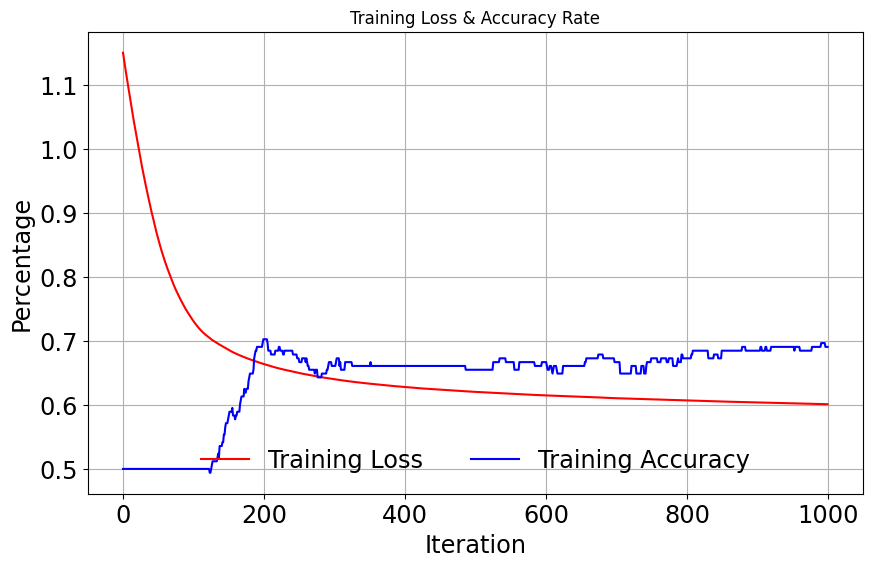 Training Loss & Accuracy Rate
Percentage
1.1
1.0
0.9
0.8
0.7
0.6
0.5
Training Loss
Training Accuracy
0 200 400 600 800 1000
Iteration